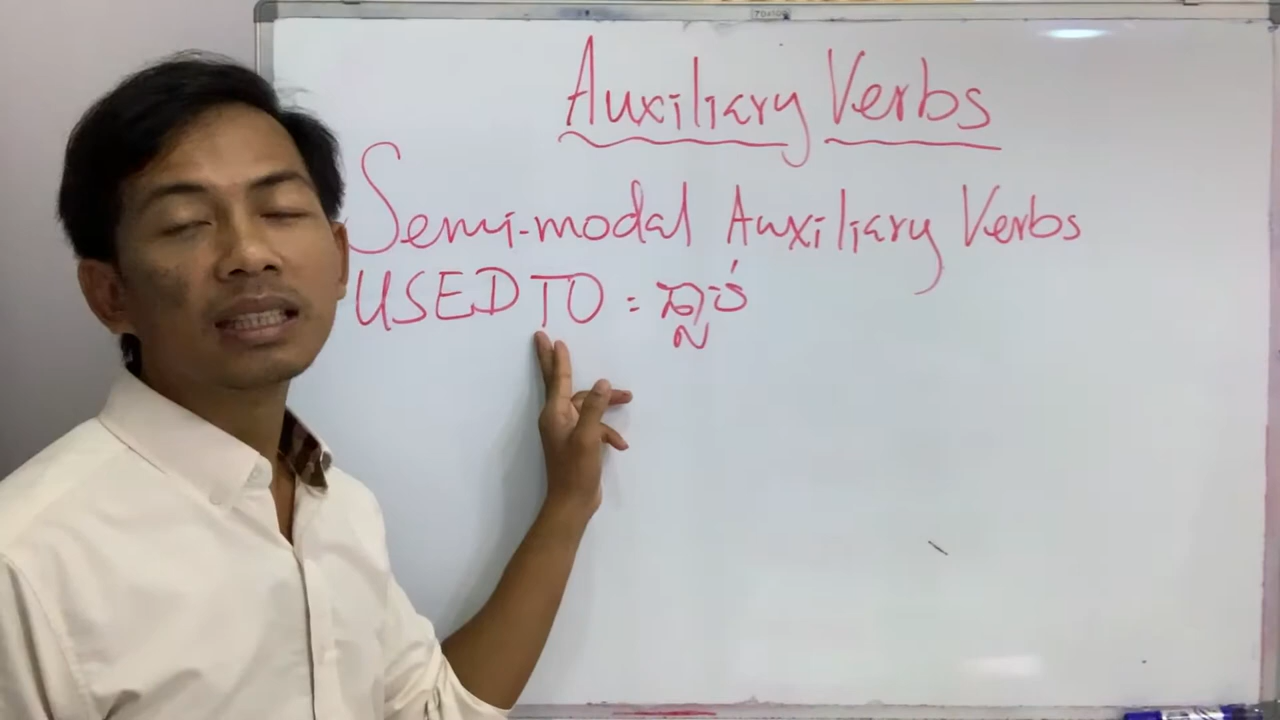 Auxiliary Verbs
Semi-modal Auxiliary Verbs
USED TO = ធ្លាប់